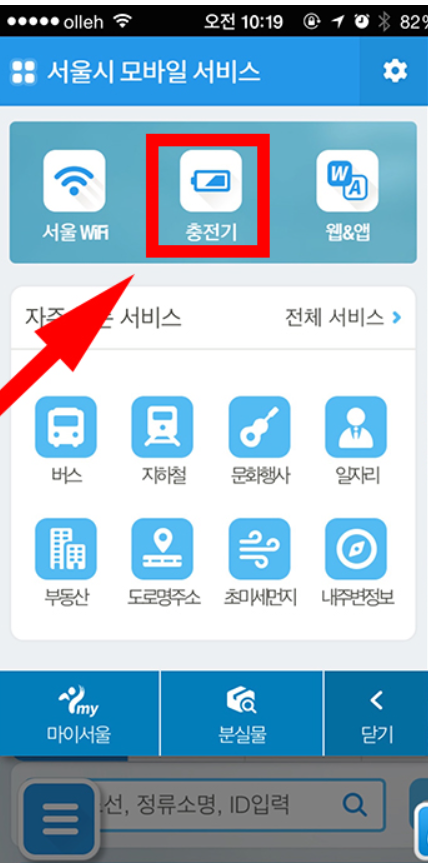 olleh 오전 10:19 82%
서울시 모바일 서비스
서울 WiFi 충전기 W A 웹&앱
자주 서비스 전체 서비스 >
버스 지하철 문화행사 일자리
부동산 도로명주소 초미세먼지 내주변정보
my
마이서울 분실물 닫기
선, 정류소명, ID입력